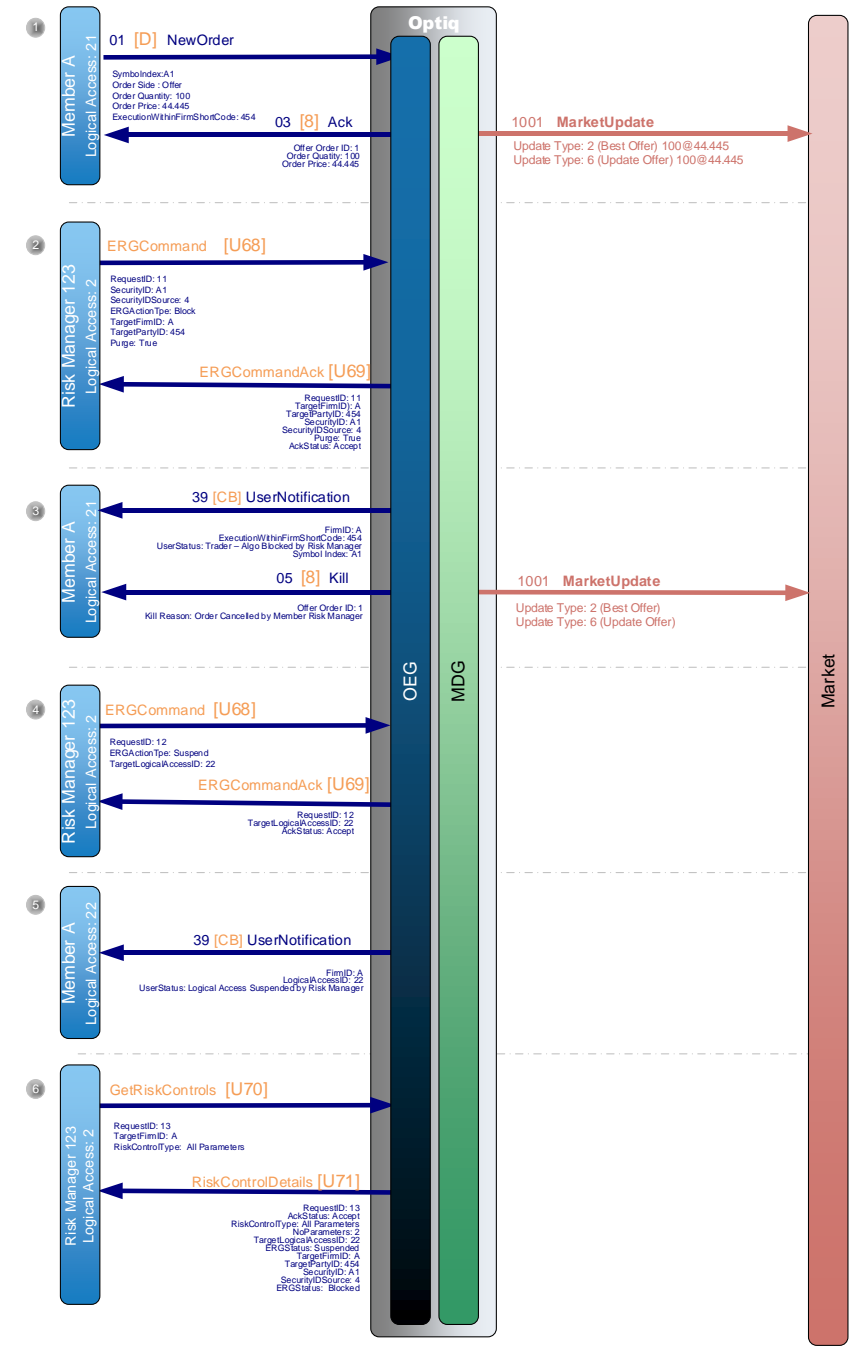 Optiq
1
Member A
Logical Access: 21
01 [D] NewOrder
SymbolIndex:A1
Order Side : Offer
Order Quantity: 100
Order Price: 44.445
ExecutionWithinFirmShortCode: 454
03 [8] Ack
Offer Order ID: 1
Order Quatity: 100
Order Price: 44.445
1001 MarketUpdate
Update Type: 2 (Best Offer) 100@44.445
Update Type: 6 (Update Offer) 100@44.445
2
Risk Manager 123
Logical Access: 2
ERGCommand [U68]
RequestID: 11
SecurityID: A1
SecurityIDSource: 4
ERGActionTpe: Block
TargetFirmID: A
TargetPartyID: 454
Purge: True
ERGCommandAck [U69]
RequestID: 11
TargetFirmID): A
TargetPartyID: 454
SecurityID: A1
SecurityIDSource: 4
Purge: True
AckStatus: Accept
3
Member A
Logical Access: 21
39 [CB] UserNotification
FirmID: A
ExecutionWithinFirmShortCode: 454
UserStatus: Trader – Algo Blocked by Risk Manager
Symbol Index: A1
05 [8] Kill
Offer Order ID: 1
Kill Reason: Order Cancelled by Member Risk Manager
1001 MarketUpdate
Update Type: 2 (Best Offer)
Update Type: 6 (Update Offer)
OEG
MDG
Market
4
Risk Manager 123
Logical Access: 2
ERGCommand [U68]
RequestID: 12
ERGActionTpe: Suspend
TargetLogicalAccessID: 22
ERGCommandAck [U69]
RequestID: 12
TargetLogicalAccessID: 22
AckStatus: Accept
5
Member A
Logical Access: 22
39 [CB] UserNotification
FirmID: A
LogicalAccessID: 22
UserStatus: Logical Access Suspended by Risk Manager
6
Risk Manager 123
Logical Access: 2
GetRiskControls [U70]
RequestID: 13
TargetFirmID: A
RiskControlType: All Parameters
RiskControlDetails [U71]
RequestID: 13
AckStatus: Accept
RiskControlType: All Parameters
NoParameters: 2
TargetLogicalAccessID: 22
ERGStatus: Suspended
TargetFirmID: A
TargetPartyID: 454
SecurityID: A1
SecurityIDSource: 4
ERGStatus: Blocked